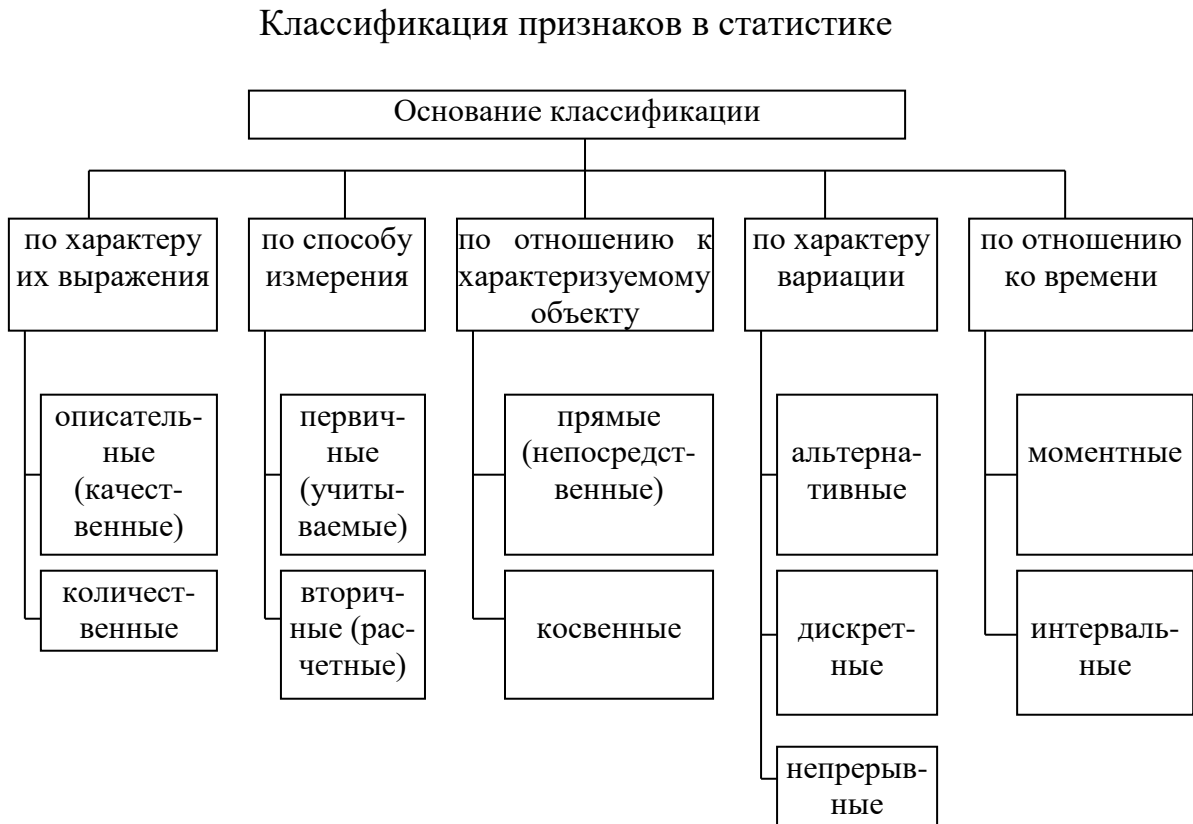 Классификация признаков в статистике
Основание классификации
по характеру
их выражения
по способу
измерения
по отношению к
характеризуемому
объекту
по характеру
вариации
по отношению
ко времени
описатель-
ные
(качест-
венные)
количест-
венные
первич-
ные
(учиты-
ваемые)
вторич-
ные (рас-
четные)
прямые
(непосредст-
венные)
косвенные
альтерна-
тивные
дискрет-
ные
непрерыв-
ные
моментные
интерваль-
ные